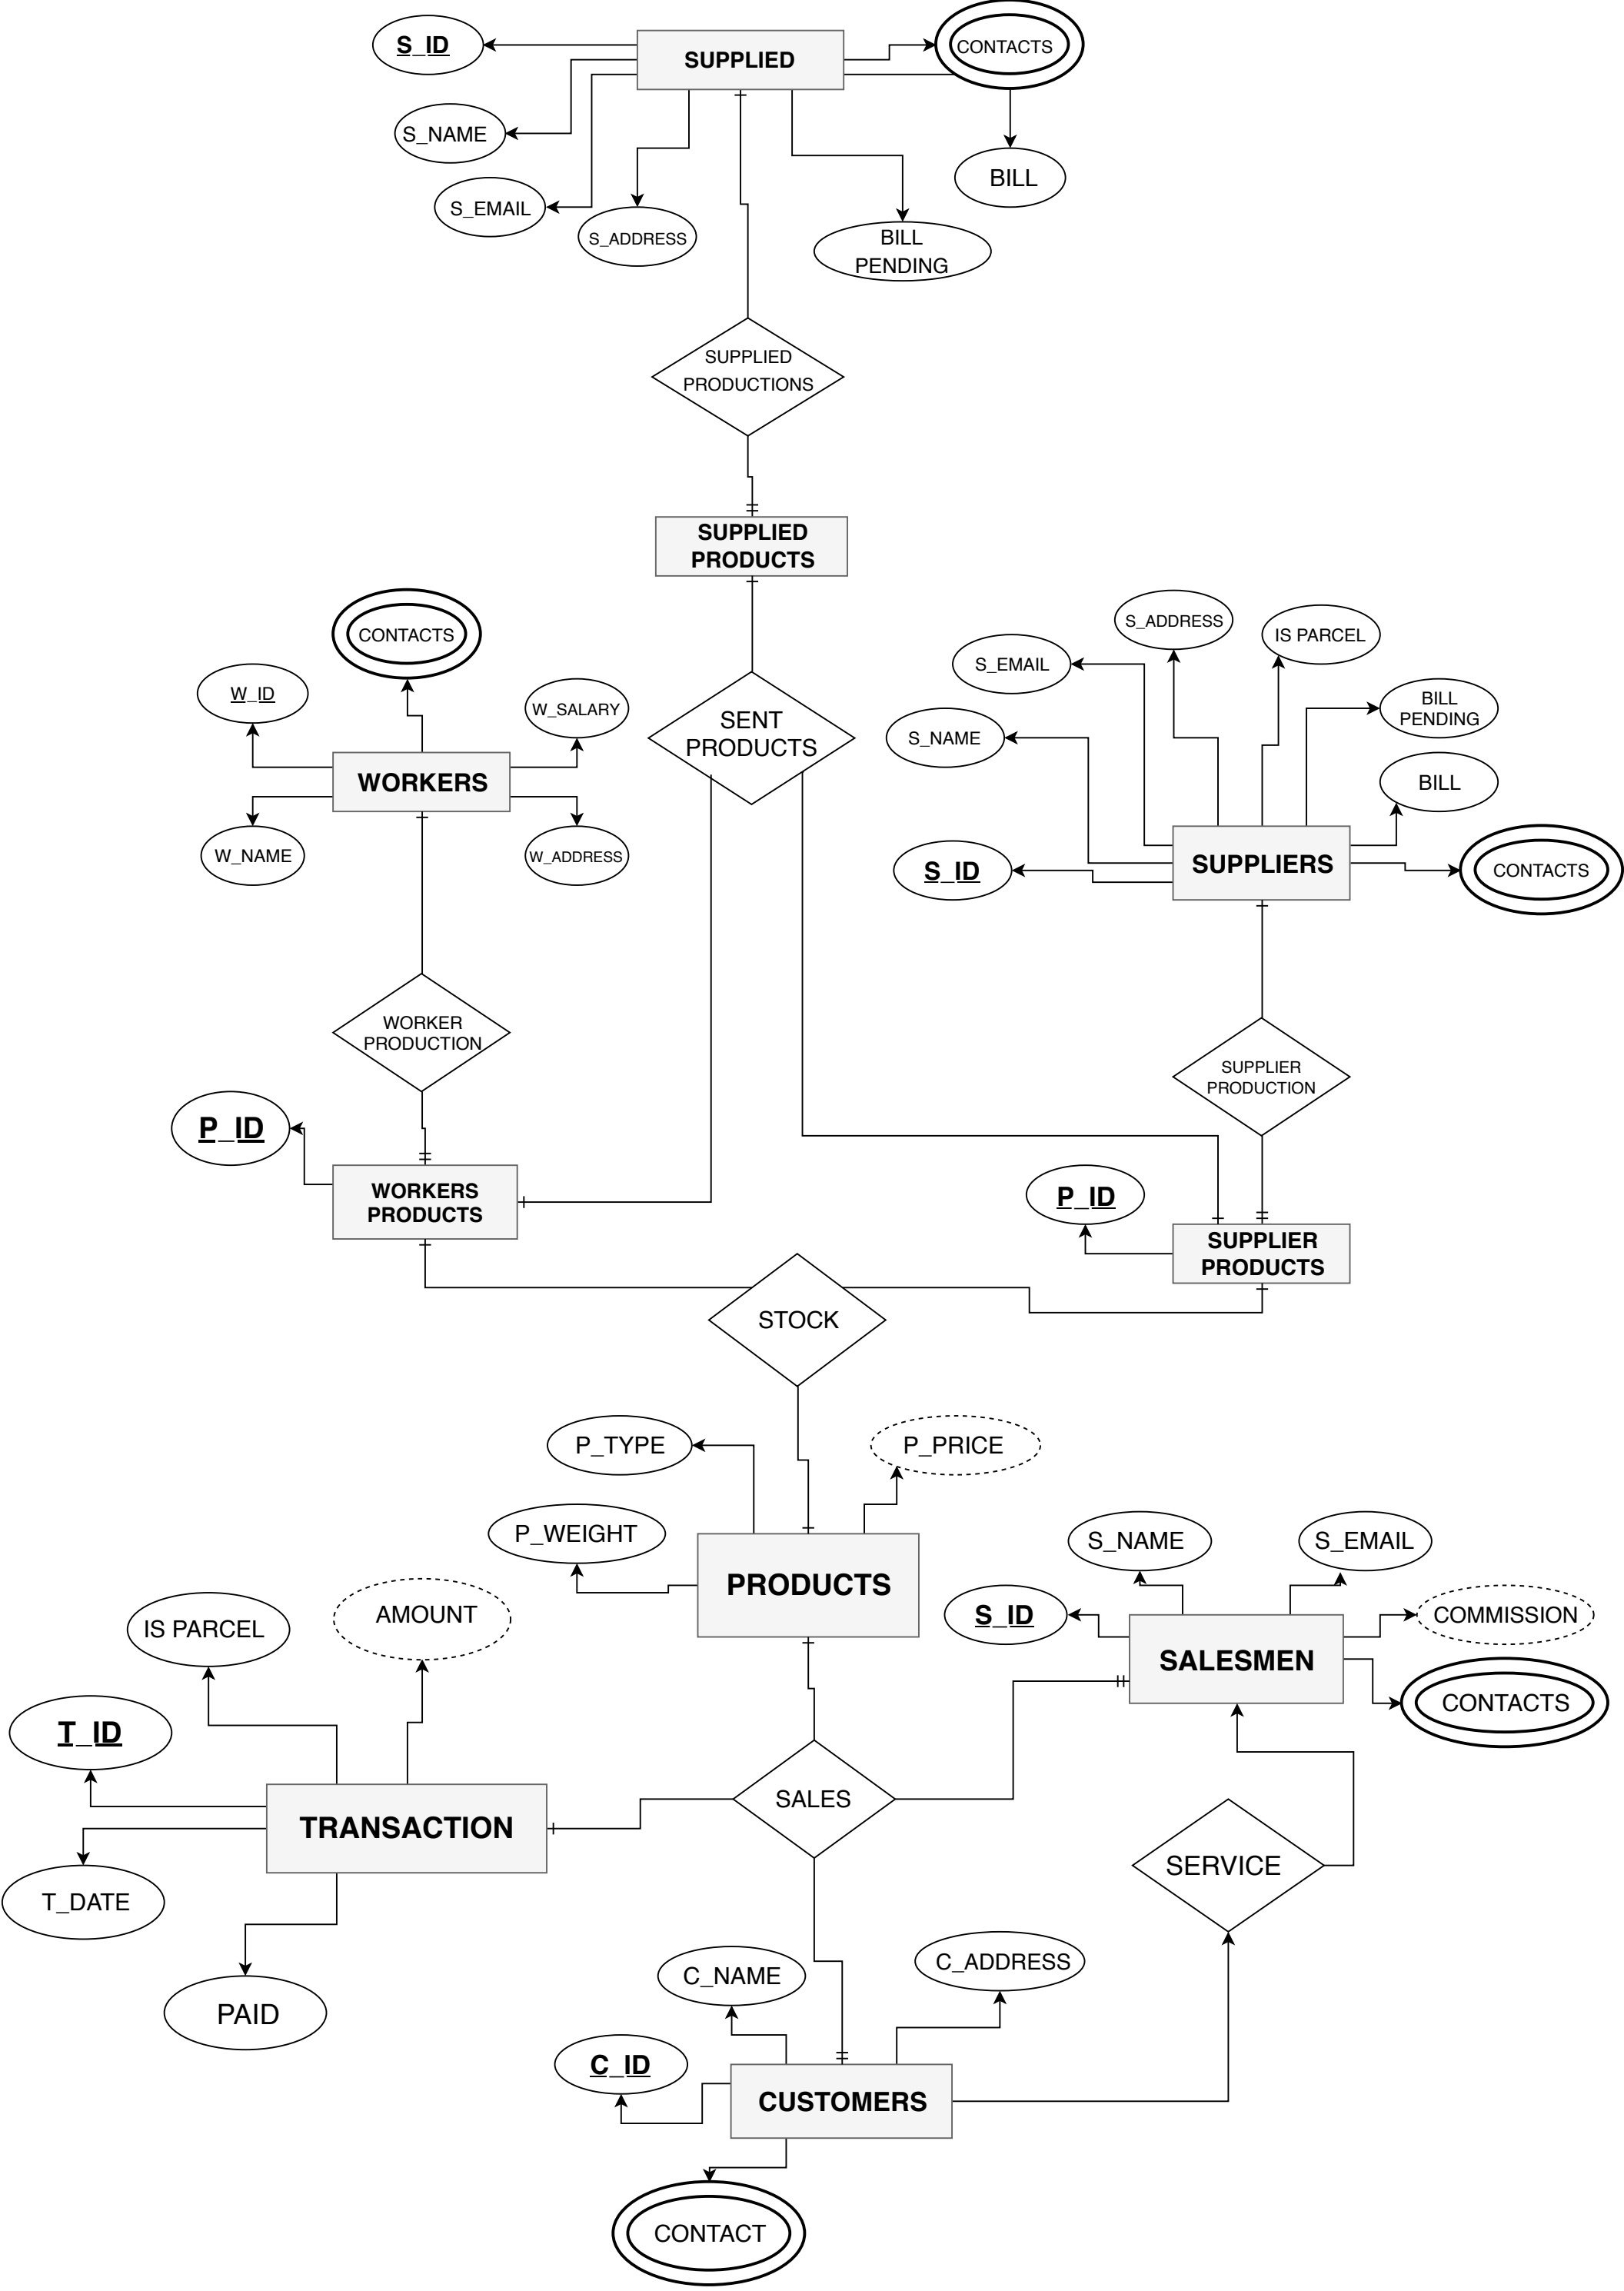 S_ID
SUPPLIED
CONTACTS
S_NAME
BILL
S_EMAIL
S_ADDRESS
BILL
PENDING
SUPPLIED
PRODUCTIONS
SUPPLIED
PRODUCTS
CONTACTS
S_ADDRESS
IS PARCEL
S_EMAIL
W_ID
W_SALARY
SENT
PRODUCTS
S_NAME
BILL
PENDING
WORKERS
BILL
W_NAME
W_ADDRESS
S_ID
SUPPLIERS
CONTACTS
WORKER
PRODUCTION
SUPPLIER
PRODUCTION
P_ID
WORKERS
PRODUCTS
P_ID
SUPPLIER
PRODUCTS
STOCK
P_TYPE
P_PRICE
P_WEIGHT
S_NAME
S_EMAIL
PRODUCTS
IS PARCEL
AMOUNT
S_ID
COMMISSION
SALESMEN
CONTACTS
T_ID
SALES
TRANSACTION
SERVICE
T_DATE
C_NAME
C_ADDRESS
PAID
C_ID
CUSTOMERS
CONTACT